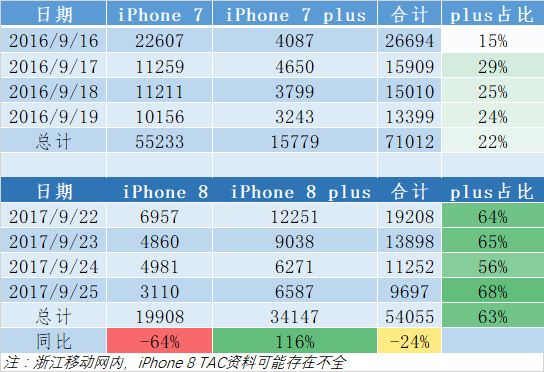 日期 iPhone 7 iPhone 7 plus 合计 plus占比
2016/9/16 22607 4087 26694 15%
2016/9/17 11259 4650 15909 29%
2016/9/18 11211 3799 15010 25%
2016/9/19 10156 3243 13399 24%
总计 55233 15779 71012 22%
日期 iPhone 8 iPhone 8 plus 合计 plus占比
2017/9/22 6957 12251 19208 64%
2017/9/23 4860 9038 13898 65%
2017/9/24 4981 6271 11252 56%
2017/9/25 3110 6587 9697 68%
总计 19908 34147 54055 63%
同比 -64% 116% -24%
注：浙江移动网内，iPhone 8 TAC资料可能存在不全